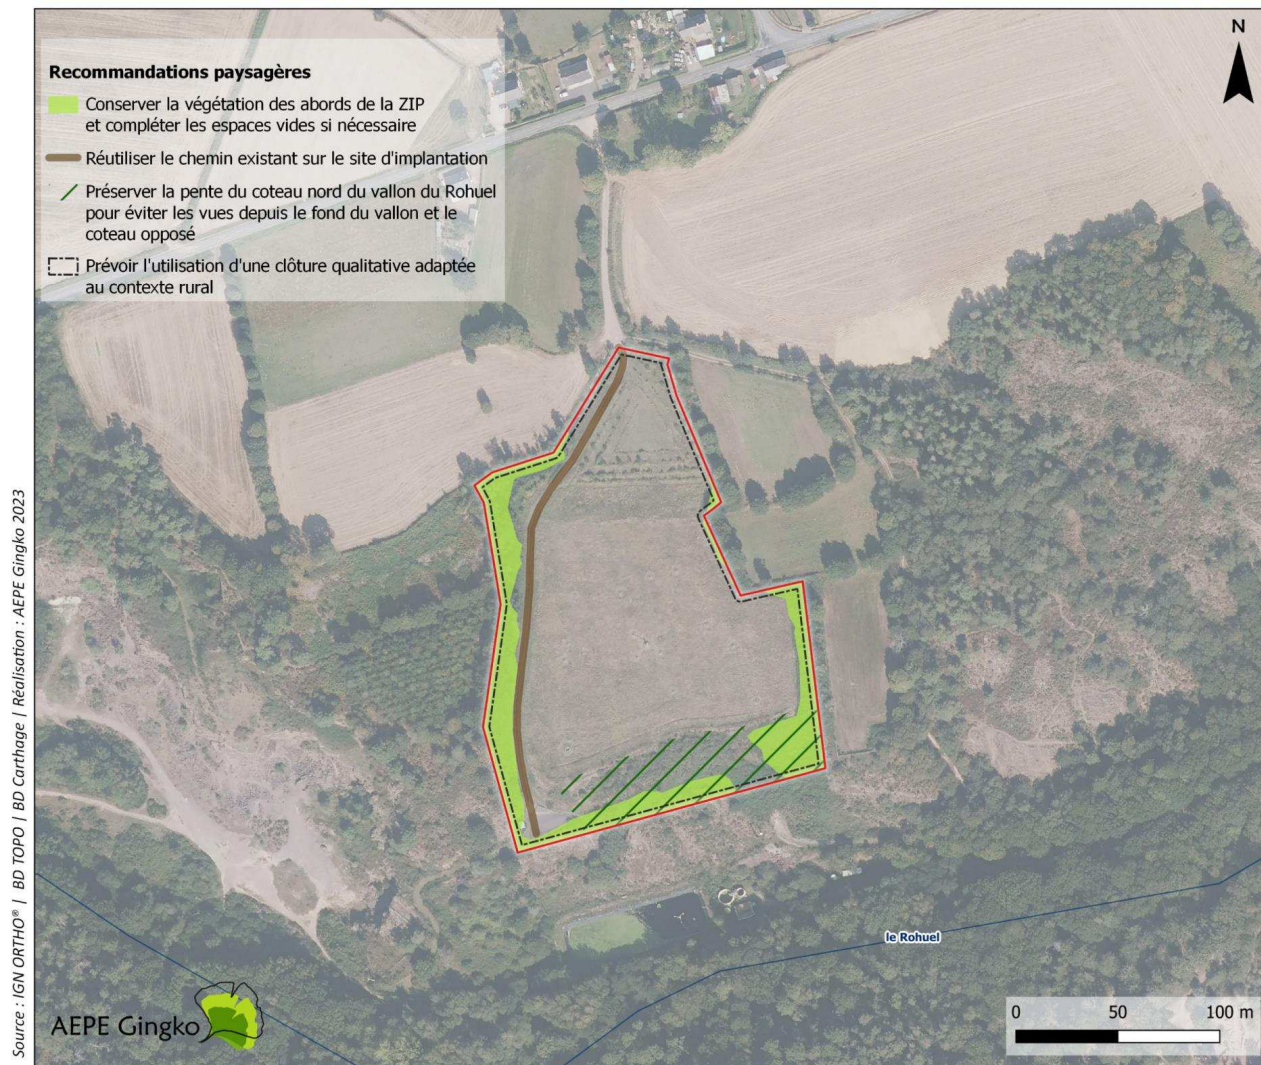 Recommandations paysagères
Conserver la végétation des abords de la ZIP
et compléter les espaces vides si nécessaire
Réutiliser le chemin existant sur le site d'implantation
Préserver la pente du coteau nord du vallon du Rohuel
pour éviter les vues depuis le fond du vallon et le
coteau opposé
Prévoir l'utilisation d'une clôture qualitative adaptée
au contexte rural
N
le Rohuel
Source : IGN ORTHO® | BD TOPO | BD Carthage | Réalisation : AEPE Gingko 2023
AEPE Gingko
0 50 100 m